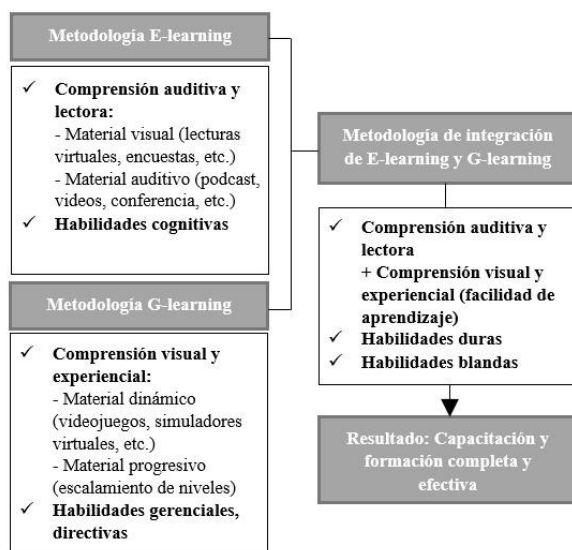 Metodología E-learning
✓ Comprensión auditiva y
lectora:
- Material visual (lecturas
virtuales, encuestas, etc.)
- Material auditivo (podcast,
videos, conferencia, etc.)
✓ Habilidades cognitivas
Metodología G-learning
✓ Comprensión visual y
experiencial:
- Material dinámico
(videojuegos, simuladores
virtuales, etc.)
- Material progresivo
(escalamiento de niveles)
✓ Habilidades gerenciales,
directivas
Metodología de integración
de E-learning y G-learning
✓ Comprensión auditiva y
lectora
+ Comprensión visual y
experiencial (facilidad de
aprendizaje)
✓ Habilidades duras
✓ Habilidades blandas
Resultado: Capacitación y
formación completa y
efectiva